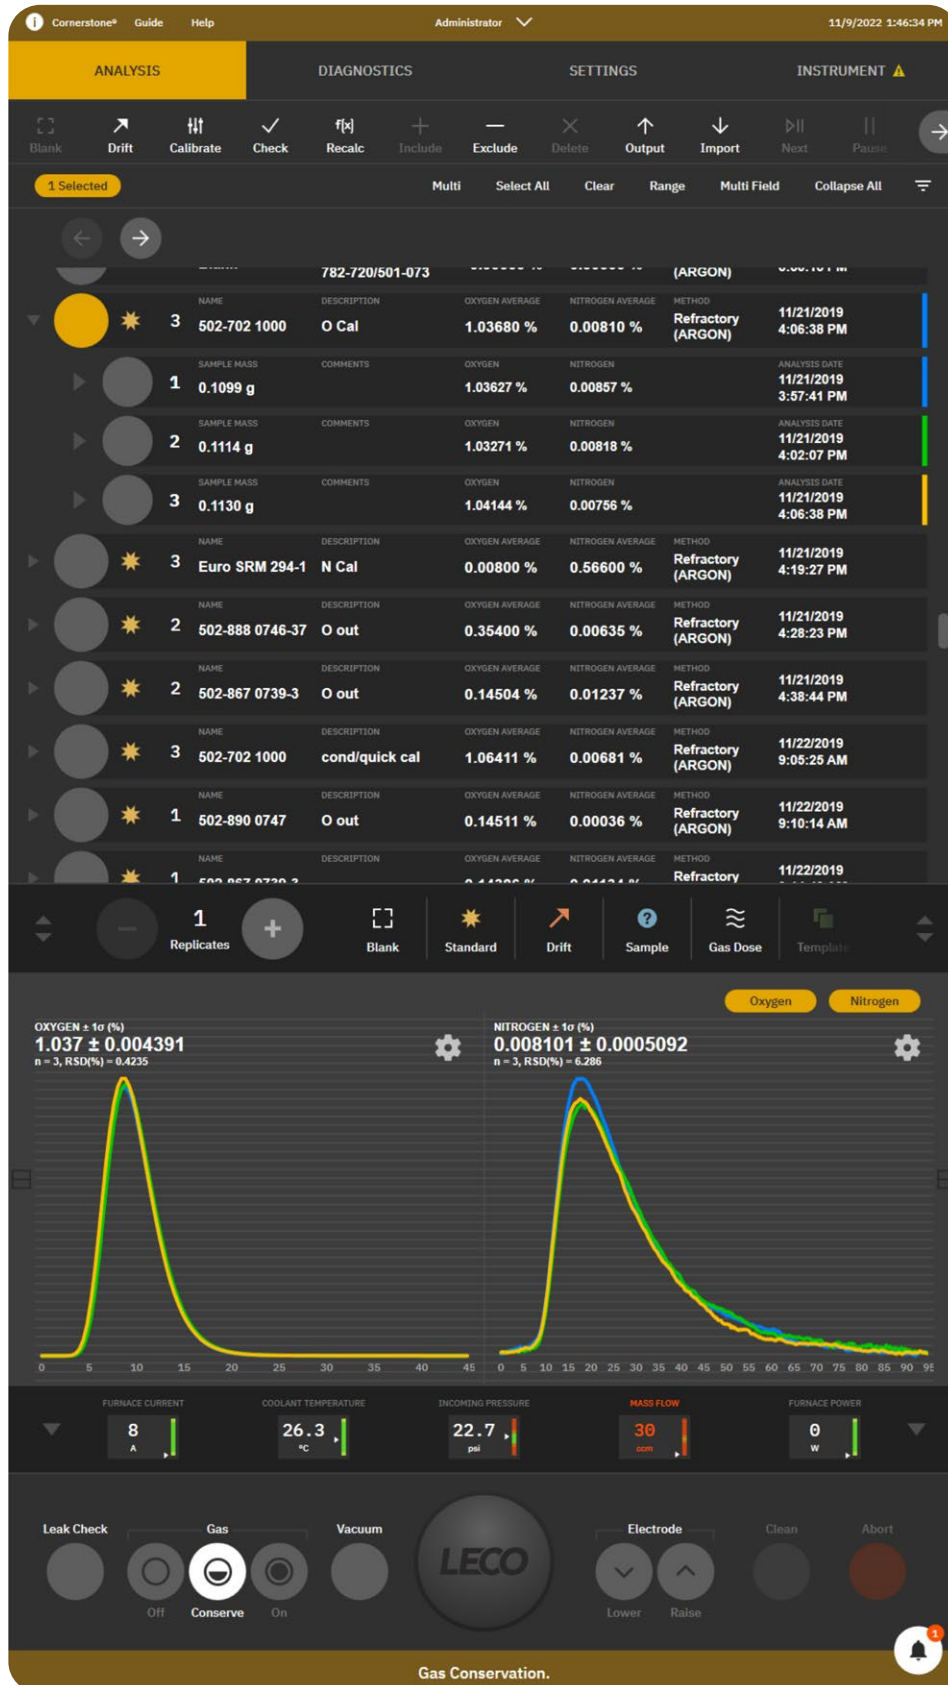 Cornerstone® Guide Help Administrator 11/9/2022 1:46:34 PM
ANALYSIS DIAGNOSTICS SETTINGS INSTRUMENT
Blank Drift Calibrate Check Recalc Include Exclude Delete Output Import Next Pause
f(x)
1 Selected Multi Select All Clear Range Multi Field Collapse All
782-720/501-073 (ARGON)
NAME DESCRIPTION OXYGEN AVERAGE NITROGEN AVERAGE METHOD
3 502-702 1000 O Cal 1.03680 % 0.00810 % Refractory (ARGON) 11/21/2019 4:06:38 PM
SAMPLE MASS COMMENTS OXYGEN NITROGEN ANALYSIS DATE
1 0.1099 g 1.03627 % 0.00857 % 11/21/2019 3:57:41 PM
SAMPLE MASS COMMENTS OXYGEN NITROGEN ANALYSIS DATE
2 0.1114 g 1.03271 % 0.00818 % 11/21/2019 4:02:07 PM
SAMPLE MASS COMMENTS OXYGEN NITROGEN ANALYSIS DATE
3 0.1130 g 1.04144 % 0.00756 % 11/21/2019 4:06:38 PM
NAME DESCRIPTION OXYGEN AVERAGE NITROGEN AVERAGE METHOD
3 Euro SRM 294-1 N Cal 0.00800 % 0.56600 % Refractory (ARGON) 11/21/2019 4:19:27 PM
NAME DESCRIPTION OXYGEN AVERAGE NITROGEN AVERAGE METHOD
2 502-888 0746-37 O out 0.35400 % 0.00635 % Refractory (ARGON) 11/21/2019 4:28:23 PM
NAME DESCRIPTION OXYGEN AVERAGE NITROGEN AVERAGE METHOD
2 502-867 0739-3 O out 0.14504 % 0.01237 % Refractory (ARGON) 11/21/2019 4:38:44 PM
NAME DESCRIPTION OXYGEN AVERAGE NITROGEN AVERAGE METHOD
3 502-702 1000 cond/quick cal 1.06411 % 0.00681 % Refractory (ARGON) 11/22/2019 9:05:25 AM
NAME DESCRIPTION OXYGEN AVERAGE NITROGEN AVERAGE METHOD
1 502-890 0747 O out 0.14511 % 0.00036 % Refractory (ARGON) 11/22/2019 9:10:14 AM
NAME DESCRIPTION OXYGEN AVERAGE NITROGEN AVERAGE METHOD
1 Refractory 11/22/2019
1
Replicates Blank Standard Drift Sample Gas Dose Template
Oxygen Nitrogen
OXYGEN ± 1σ (%) NITROGEN ± 1σ (%)
1.037 ± 0.004391 0.008101 ± 0.0005092
n = 3, RSD(%) = 0.4235 n = 3, RSD(%) = 6.286
0 5 10 15 20 25 30 35 40 45 0 5 10 15 20 25 30 35 40 45 50 55 60 65 70 75 80 85 90 95
FURNACE CURRENT COOLANT TEMPERATURE INCOMING PRESSURE MASS FLOW FURNACE POWER
8 26.3 22.7 30 0
A °C psi ccm W
Leak Check Gas Vacuum Electrode Clean Abort
LECO
Off Conserve On Lower Raise
1
Gas Conservation.